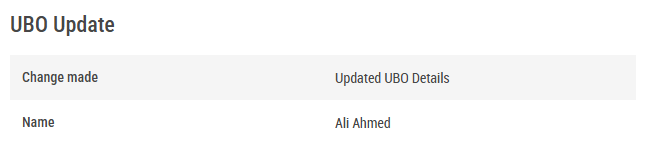 UBO Update
Change made Updated UBO Details
Name Ali Ahmed